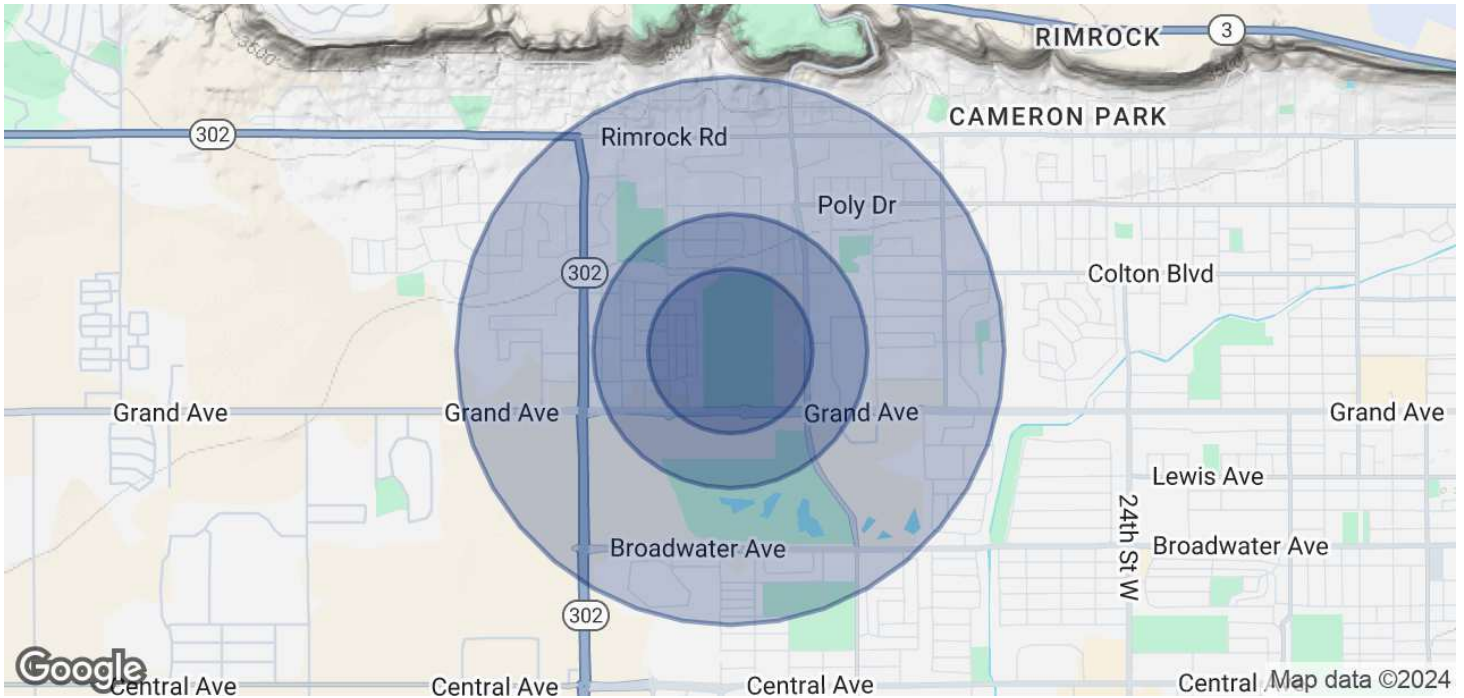 3600
3
RIMROCK
3600
CAMERON PARK
302
Rimrock Rd
Poly Dr
302
Colton Blvd
Grand Ave
Grand Ave
Grand Ave
Grand Ave
Lewis Ave
24th St W
Broadwater Ave
Broadwater Ave
302
Google
Central Ave
Central Ave
Central Ave
Central
Map data ©2024